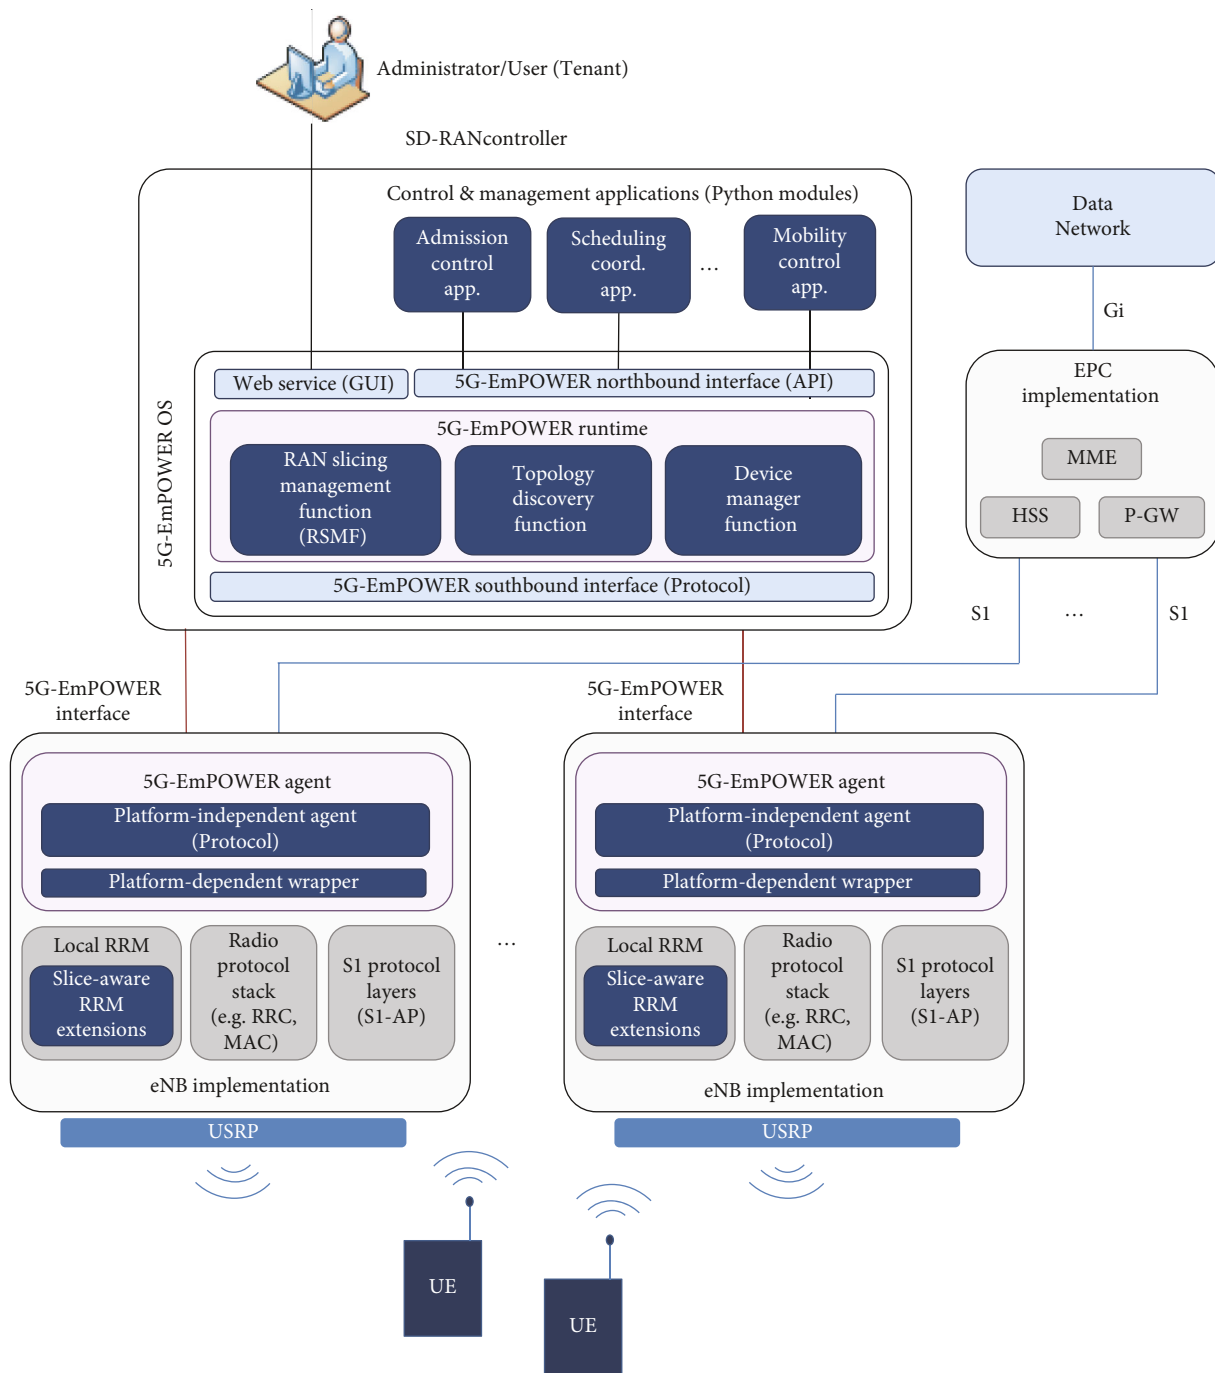 Administrator/User (Tenant)
SD-RANcontroller
Control & management applications (Python modules)
Admission
control
app.
Scheduling
coord.
app.
...
Mobility
control
app.
5G-EmPOWER OS
Web service (GUI)
5G-EmPOWER northbound interface (API)
5G-EmPOWER runtime
RAN slicing
management
function
(RSMF)
Topology
discovery
function
Device
manager
function
5G-EmPOWER southbound interface (Protocol)
Data
Network
Gi
EPC
implementation
MME
HSS
P-GW
S1
...
S1
5G-EmPOWER
interface
5G-EmPOWER
interface
5G-EmPOWER agent
Platform-independent agent
(Protocol)
Platform-dependent wrapper
Local RRM
Slice-aware
RRM
extensions
Radio
protocol
stack
(e.g. RRC,
MAC)
S1 protocol
layers
(S1-AP)
eNB implementation
USRP
...
5G-EmPOWER agent
Platform-independent agent
(Protocol)
Platform-dependent wrapper
Local RRM
Slice-aware
RRM
extensions
Radio
protocol
stack
(e.g. RRC,
MAC)
S1 protocol
layers
(S1-AP)
eNB implementation
USRP
UE
UE